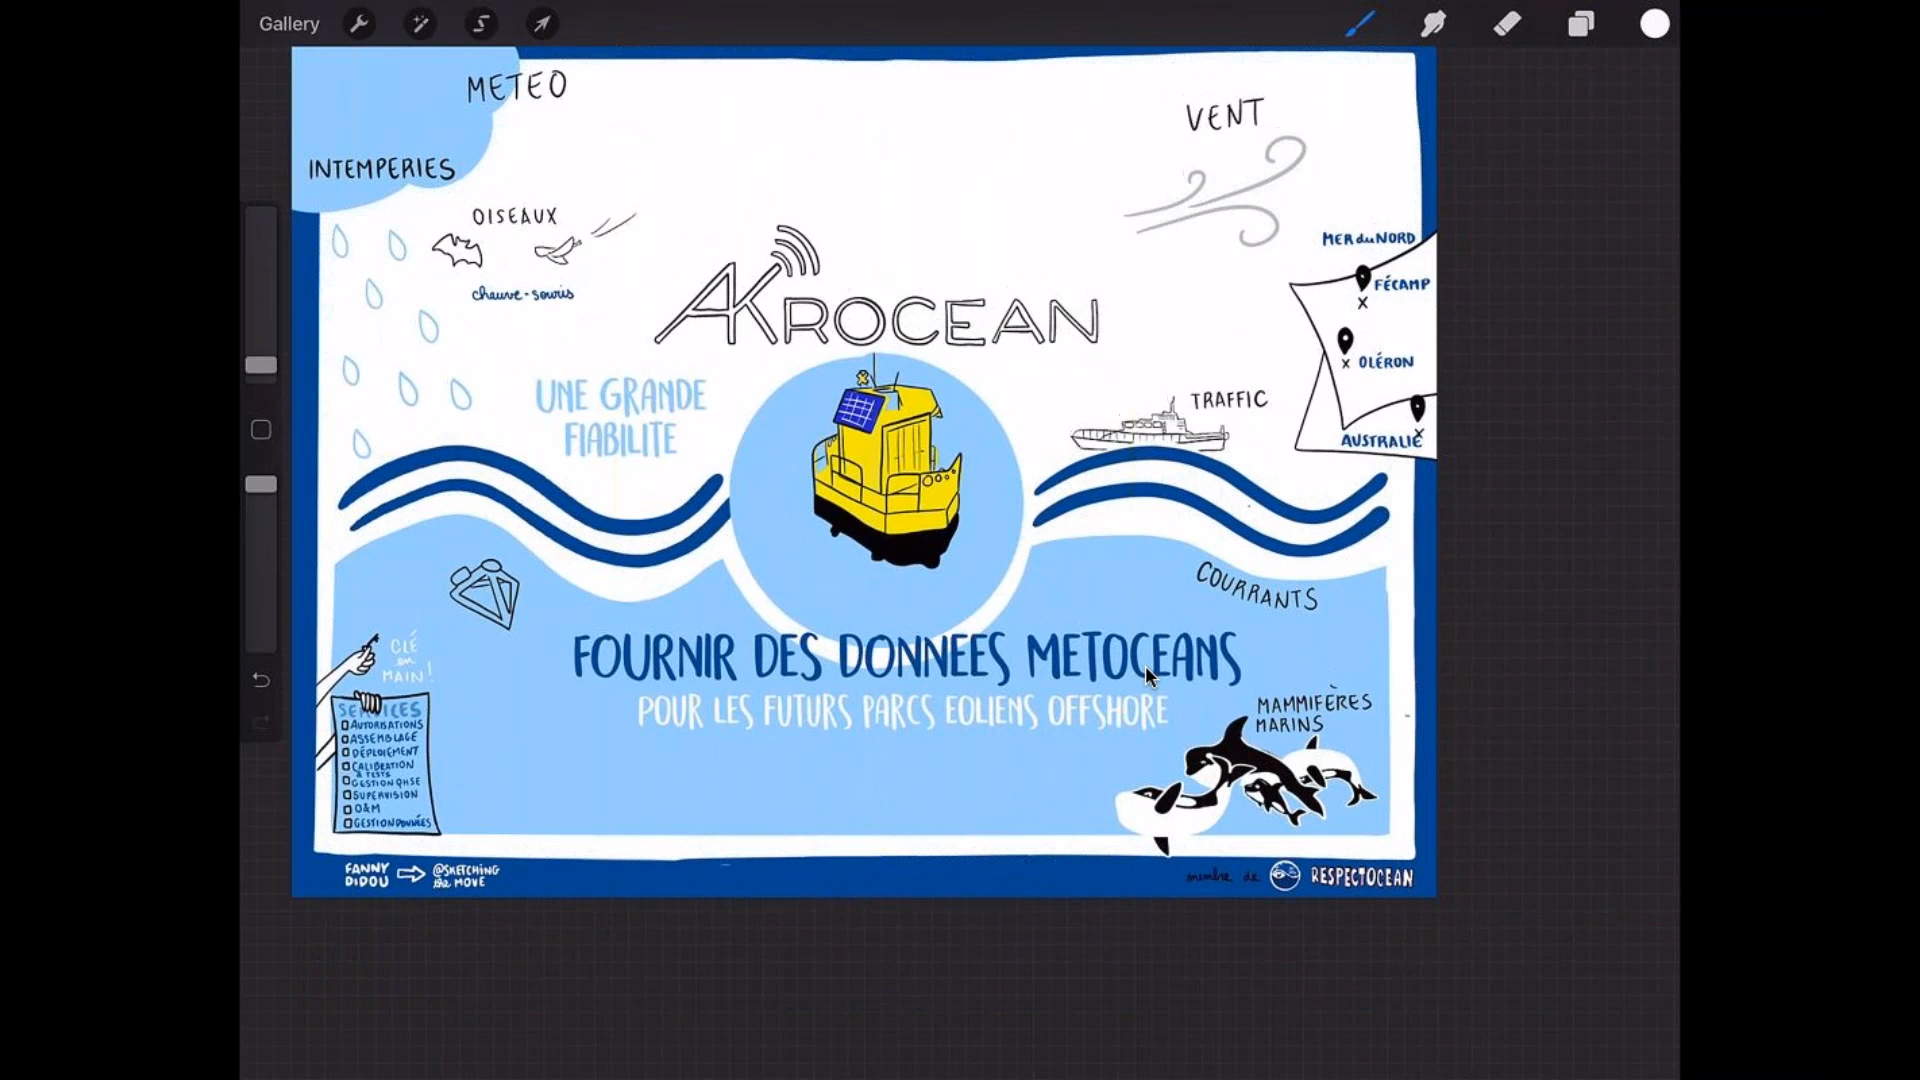 Gallery
METEO
INTEMPERIES
VENT
OISEAUX
chauve-souris
MER du NORD
FÉCAMP
x
x OLÉRON
AUSTRALIE
x
AKROCEAN
UNE GRANDE
FIABILITE
TRAFFIC
COURRANTS
FOURNIR DES DONNEES METOCEANS
POUR LES FUTURS PARCS EOLIENS OFFSHORE
CLÉ
en
MAIN!
SERVICES
AUTORISATIONS
ASSEMBLAGE
DÉPLOIEMENT
CALIBRATION
& TESTS
GESTION QHSE
SUPERVISION
O&M
GESTION DONNÉES
MAMMIFÈRES
MARINS
FANNY
DIDOU
@SKETCHING
the MOVE
membre de RESPECTOCEAN